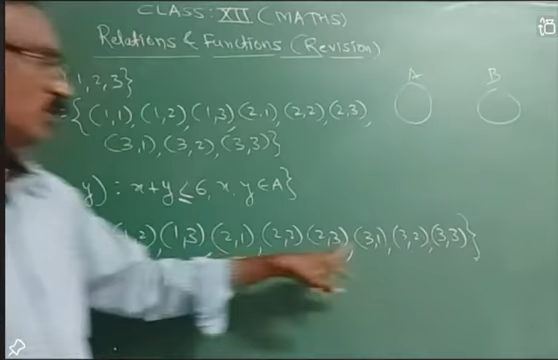 CLASS: XII (MATHS)
Relations & Functions (Revision)
1, 2, 3}
A B
= {(1,1), (1,2), (1,3), (2,1), (2,2), (2,3),
(3,1), (3,2), (3,3)}
y) : x+y ≤ 6, x, y ∈ A}
2), (1,3), (2,1), (2,2), (2,3), (3,1), (3,2), (3,3)}